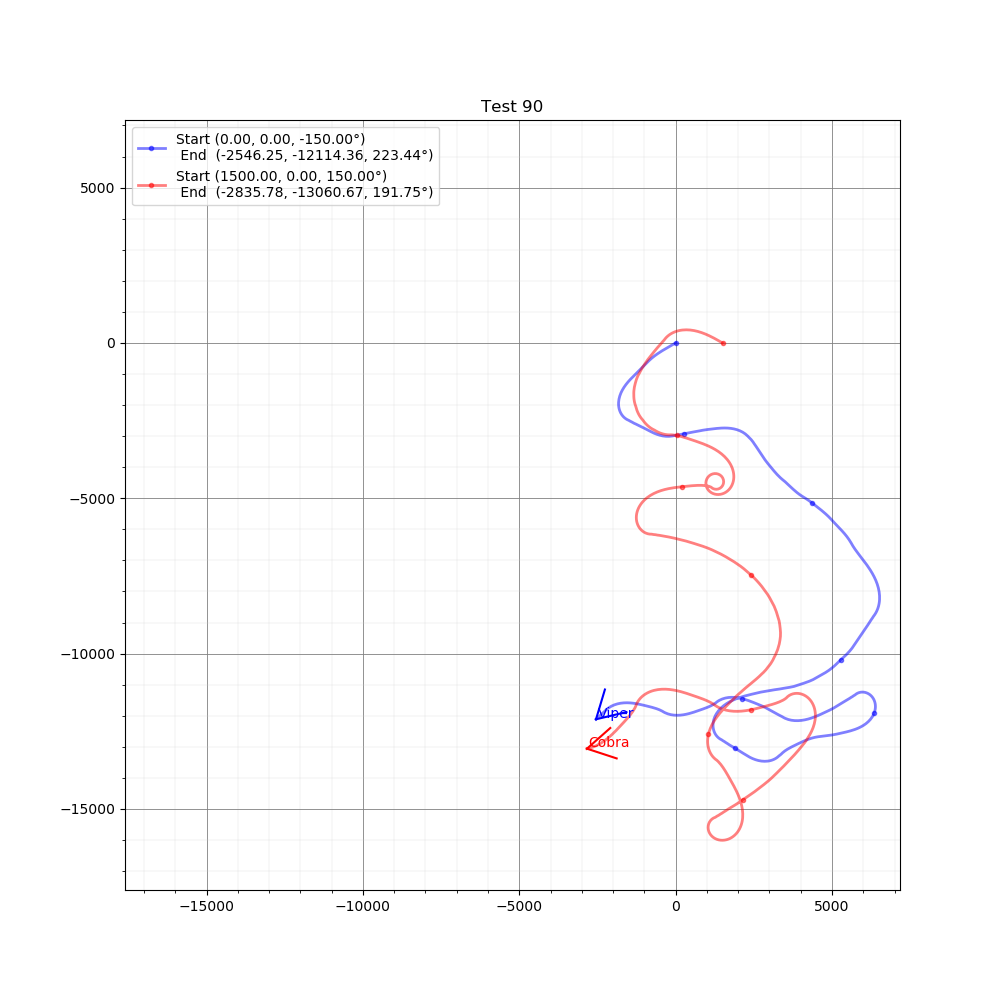 Test 90
Start (0.00, 0.00, -150.00°)
End  (-2546.25, -12114.36, 223.44°)
Start (1500.00, 0.00, 150.00°)
End  (-2835.78, -13060.67, 191.75°)
5000
0
−5000
−10000
−15000
Viper
Cobra
−15000
−10000
−5000
0
5000